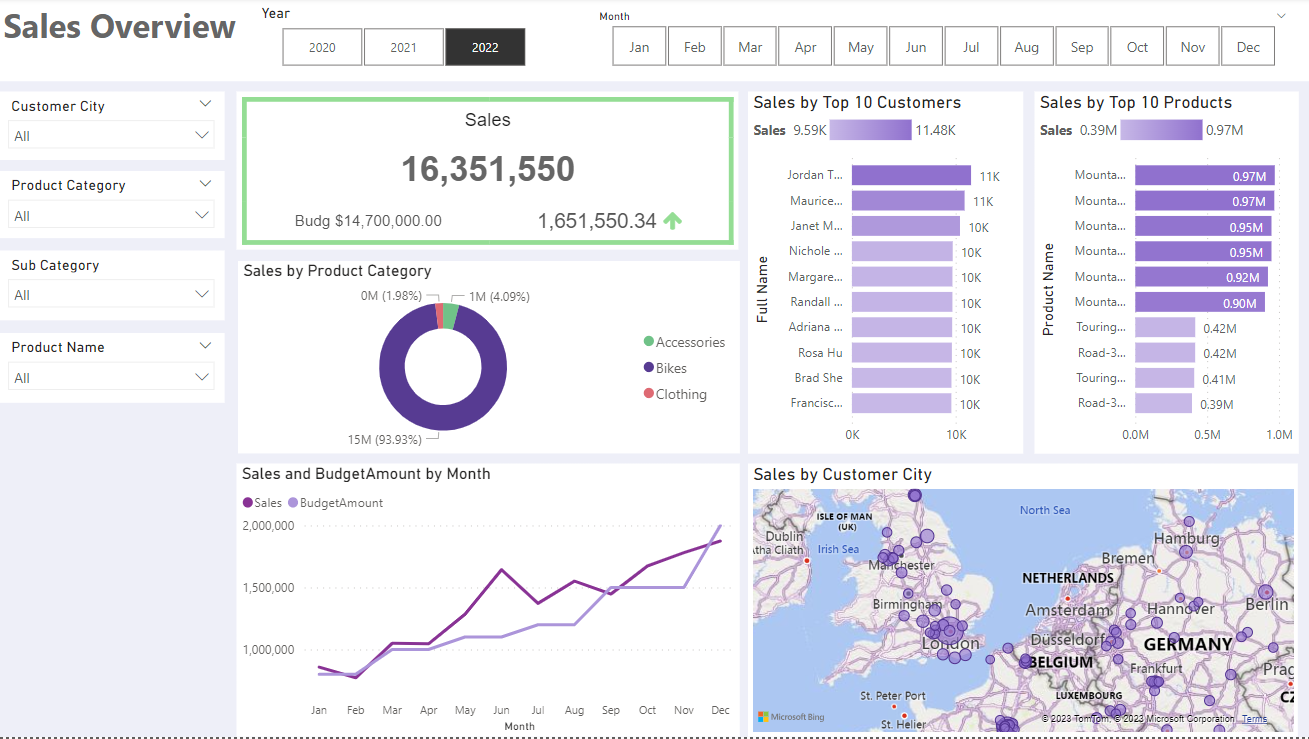 Sales Overview
Year
2020 2021 2022
Month
Jan Feb Mar Apr May Jun Jul Aug Sep Oct Nov Dec
Customer City
All
Product Category
All
Sub Category
All
Product Name
All
Sales
16,351,550
Budg $14,700,000.00 1,651,550.34
Sales by Product Category
0M (1.98%) 1M (4.09%)
15M (93.93%)
Accessories
Bikes
Clothing
Sales by Top 10 Customers
Sales 9.59K 11.48K
Full Name
Jordan T... 11K
Maurice... 11K
Janet M... 10K
Nichole ... 10K
Margare... 10K
Randall ... 10K
Adriana ... 10K
Rosa Hu 10K
Brad She 10K
Francisc... 10K
0K 10K
Sales by Top 10 Products
Sales 0.39M 0.97M
Product Name
Mounta... 0.97M
Mounta... 0.97M
Mounta... 0.95M
Mounta... 0.95M
Mounta... 0.92M
Mounta... 0.90M
Touring... 0.42M
Road-3... 0.42M
Touring... 0.41M
Road-3... 0.39M
0.0M 0.5M 1.0M
Sales and BudgetAmount by Month
Sales BudgetAmount
2,000,000
1,500,000
1,000,000
Jan Feb Mar Apr May Jun Jul Aug Sep Oct Nov Dec
Month
Sales by Customer City
North Sea
ISLE OF MAN
(UK)
Dublin
tha Cliath
Irish Sea
Manchester
Birmingham
London
Hamburg
Bremen
NETHERLANDS
Amsterdam
Hannover
Berlin
Düsseldorf
GERMANY
BELGIUM
Frankfurt
Prag
LUXEMBOURG
CZ
St. Peter Port
St. Helier
Microsoft Bing
© 2023 TomTom, © 2023 Microsoft Corporation Terms